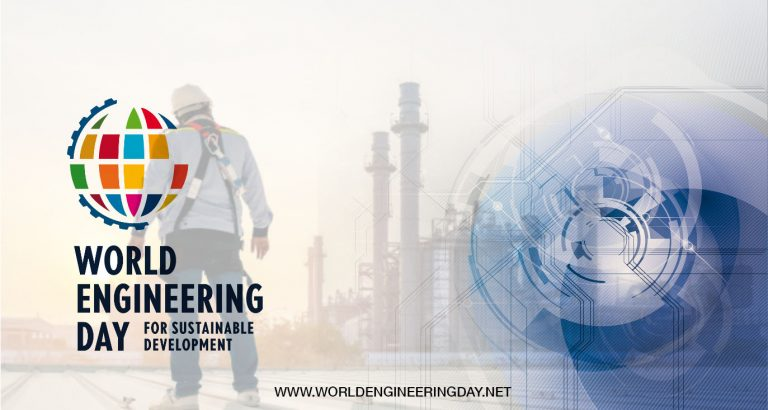 WORLD
ENGINEERING
DAY FOR SUSTAINABLE
DEVELOPMENT
WWW.WORLDENGINEERINGDAY.NET